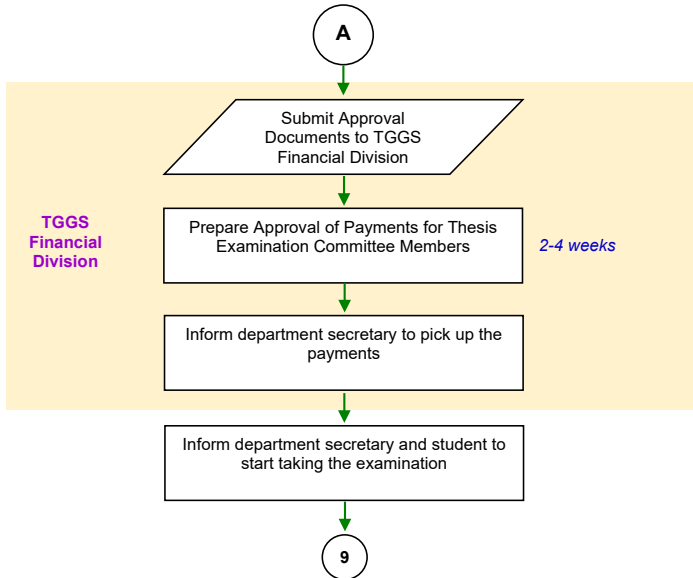 A
Submit Approval
Documents to TGGS
Financial Division
TGGS
Financial
Division
Prepare Approval of Payments for Thesis
Examination Committee Members
2-4 weeks
Inform department secretary to pick up the
payments
Inform department secretary and student to
start taking the examination
9